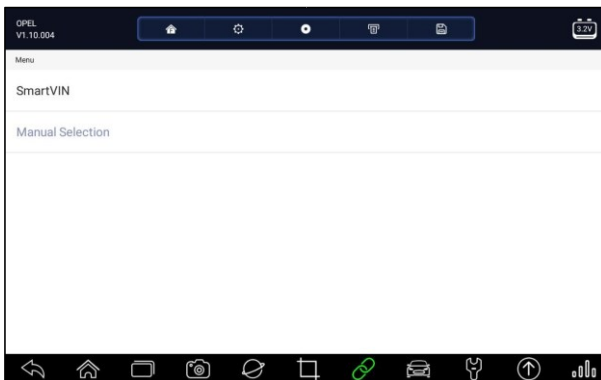 OPEL
V1.10.004
3.2V
Menu
SmartVIN
Manual Selection